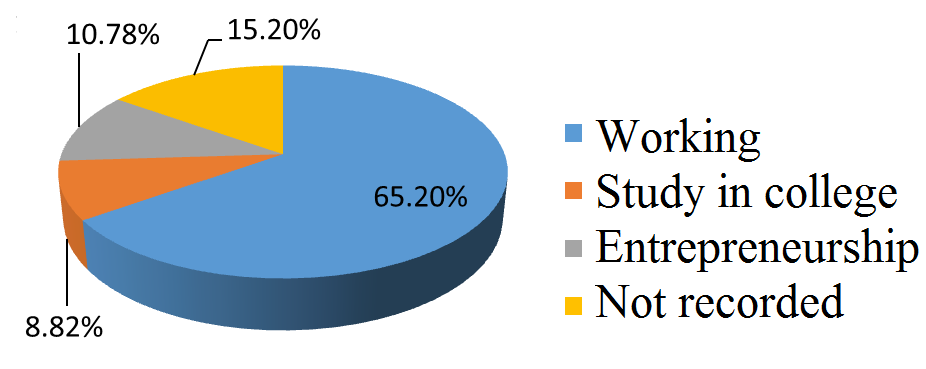 10.78%
15.20%
65.20%
8.82%
Working
Study in college
Entrepreneurship
Not recorded